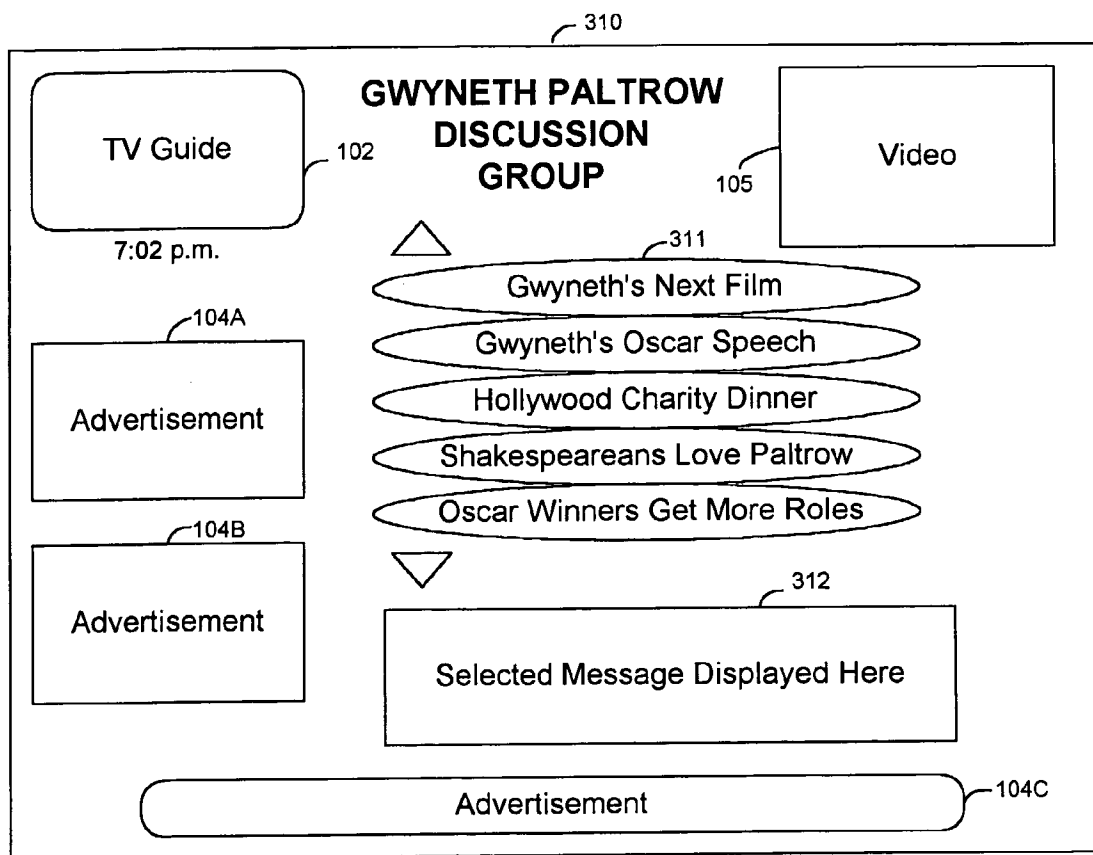 310
GWYNETH PALTROW
DISCUSSION
GROUP
TV Guide
102
105
Video
7:02 p.m.
311
Gwyneth's Next Film
104A
Gwyneth's Oscar Speech
Advertisement
Hollywood Charity Dinner
Shakespeareans Love Paltrow
Oscar Winners Get More Roles
104B
Advertisement
312
Selected Message Displayed Here
Advertisement
104C